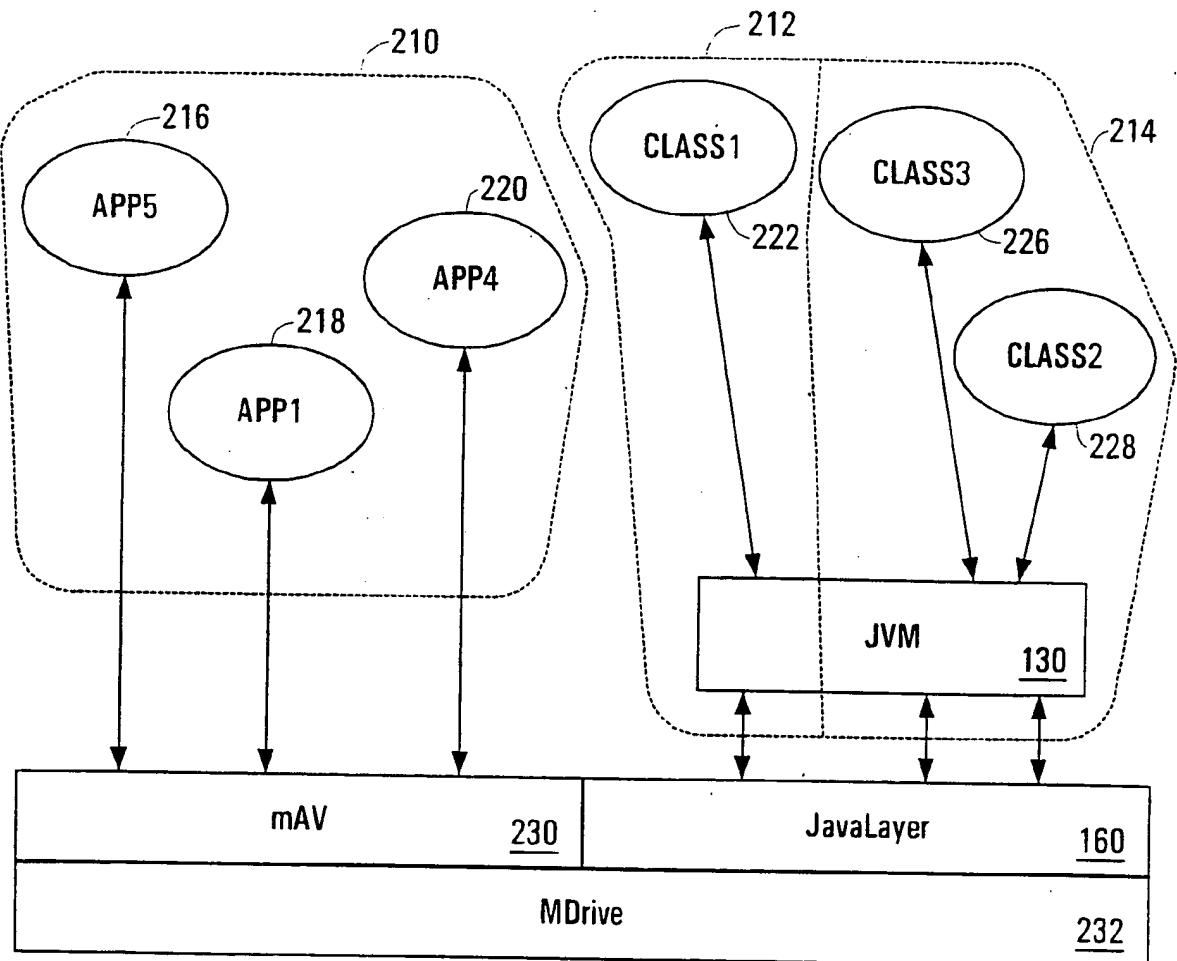 210
212
216
APP5
220
APP4
218
APP1
CLASS1
222
CLASS3
226
214
CLASS2
228
JVM
130
mAV
230
JavaLayer
160
MDrive
232